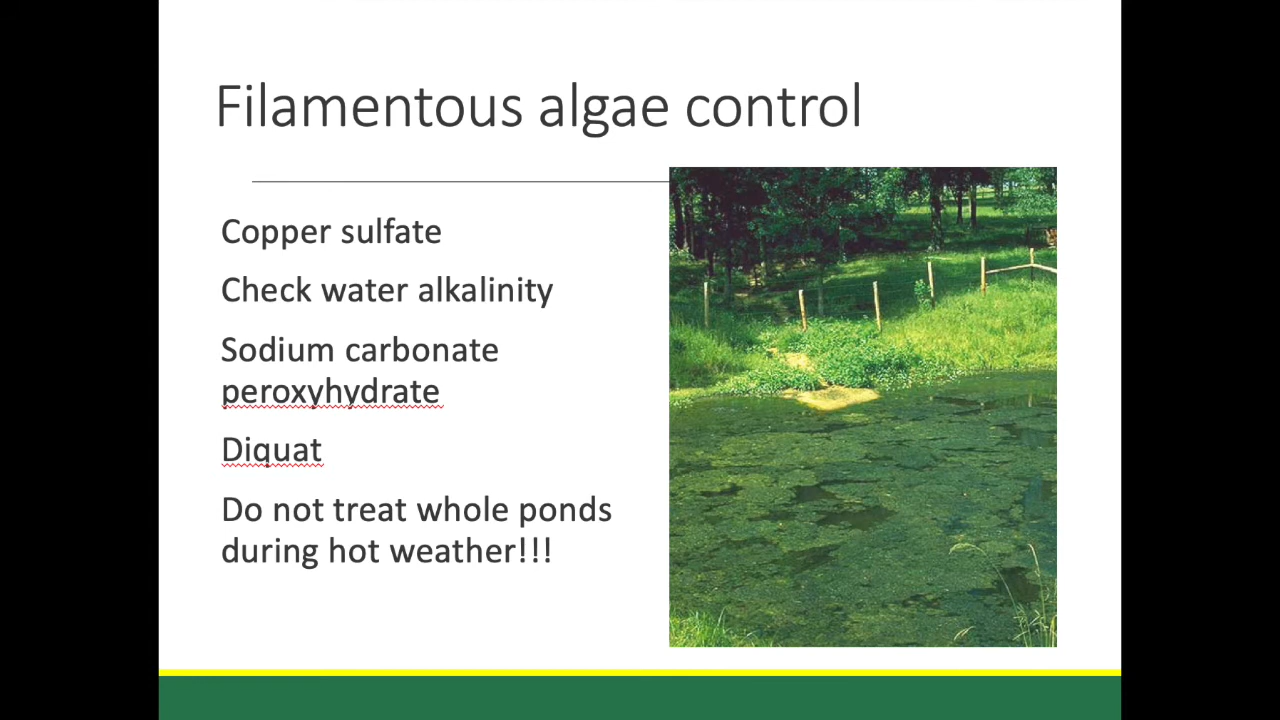 Filamentous algae control
Copper sulfate
Check water alkalinity
Sodium carbonate
peroxyhydrate
Diquat
Do not treat whole ponds
during hot weather!!!